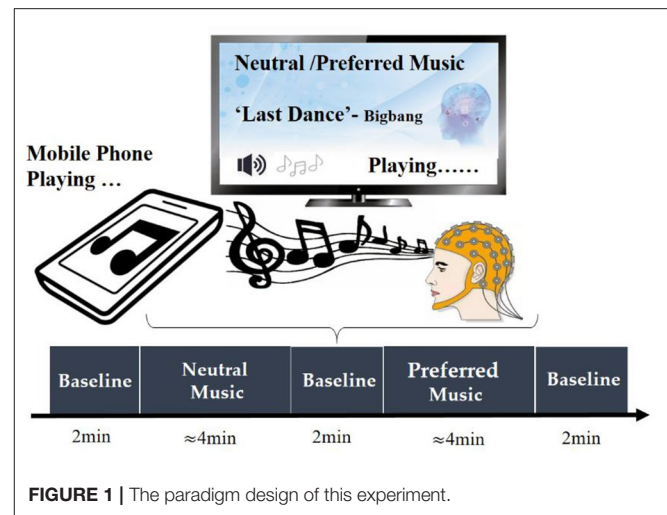 Neutral /Preferred Music
‘Last Dance’- Bigbang
Playing……
Mobile Phone
Playing …
Baseline
Neutral
Music
Baseline
Preferred
Music
Baseline
2min
≈4min
2min
≈4min
2min
FIGURE 1 | The paradigm design of this experiment.